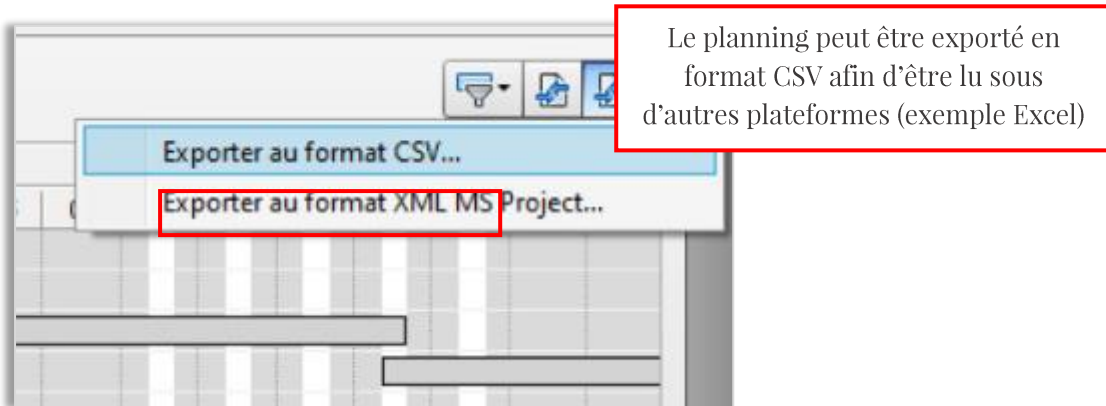 Le planning peut être exporté en
format CSV afin d’être lu sous
d’autres plateformes (exemple Excel)
Exporter au format CSV...
Exporter au format XML MS Project...